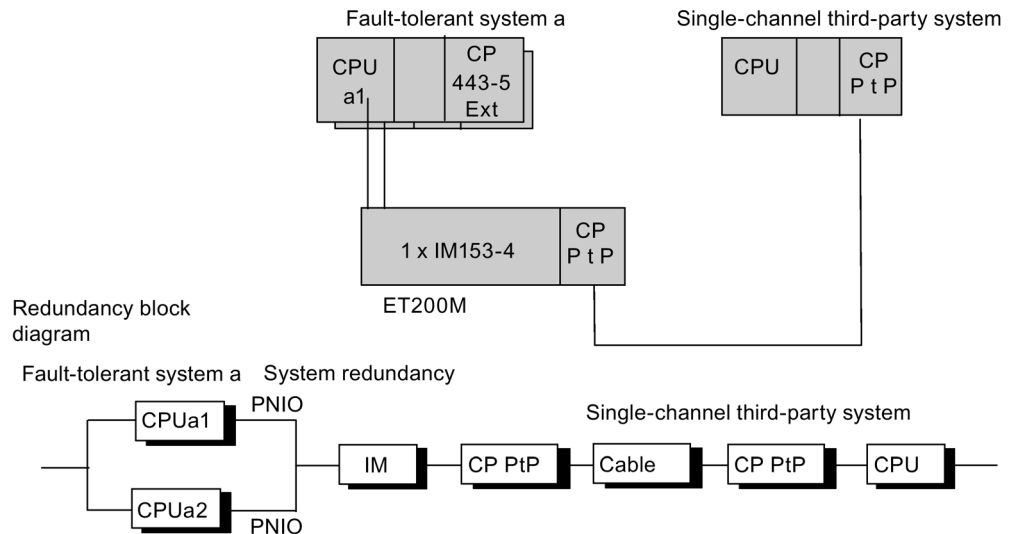 Fault-tolerant system a
Single-channel third-party system
CPU
a1
CP
443-5
Ext
CPU
CP
P t P
1 x IM153-4
CP
P t P
ET200M
Redundancy block
diagram
Fault-tolerant system a
System redundancy
Single-channel third-party system
CPUa1
PNIO
IM
CP PtP
Cable
CP PtP
CPU
CPUa2
PNIO